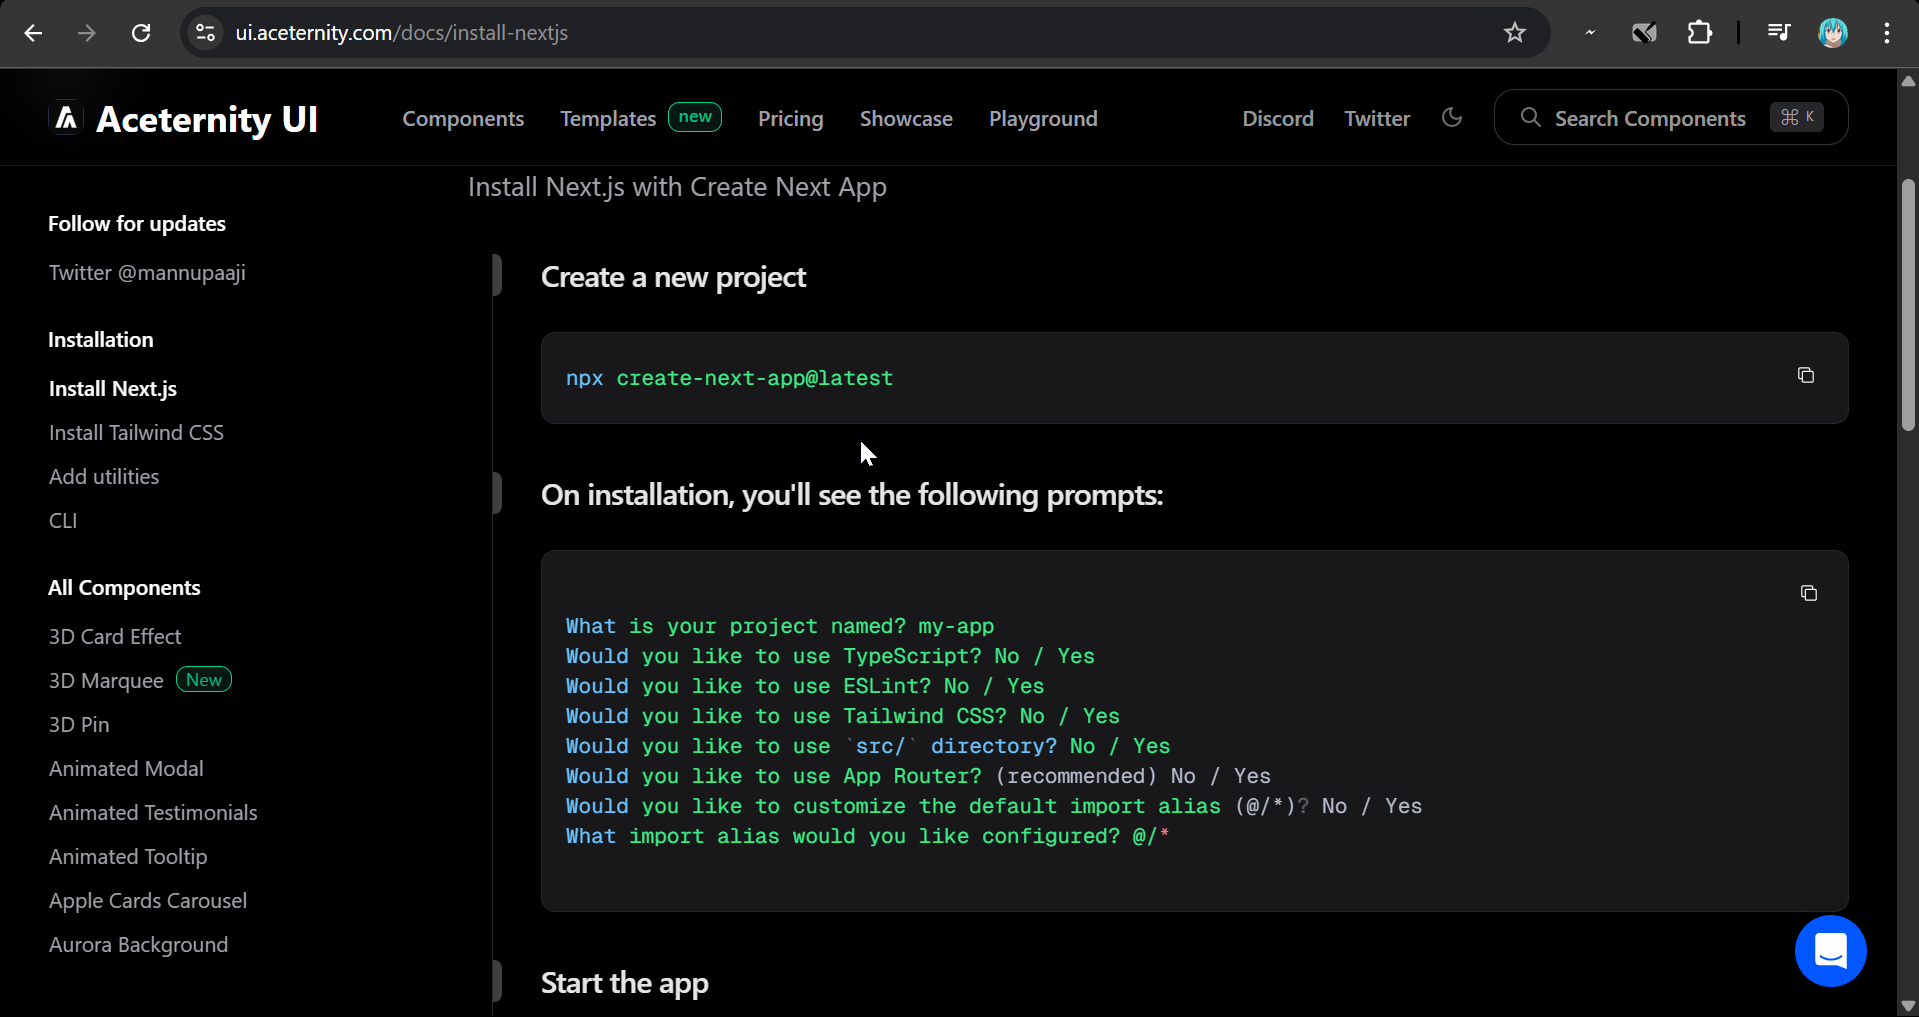 ui.aceternity.com/docs/install-nextjs
Aceternity UI
Components
Templates
new
Pricing
Showcase
Playground
Discord
Twitter
Search Components
⌘ K
Follow for updates
Twitter @mannupaaji
Installation
Install Next.js
Install Tailwind CSS
Add utilities
CLI
All Components
3D Card Effect
3D Marquee
New
3D Pin
Animated Modal
Animated Testimonials
Animated Tooltip
Apple Cards Carousel
Aurora Background
Install Next.js with Create Next App
Create a new project
npx create-next-app@latest
On installation, you'll see the following prompts:
What is your project named? my-app
Would you like to use TypeScript? No / Yes
Would you like to use ESLint? No / Yes
Would you like to use Tailwind CSS? No / Yes
Would you like to use `src/` directory? No / Yes
Would you like to use App Router? (recommended) No / Yes
Would you like to customize the default import alias (@/*)? No / Yes
What import alias would you like configured? @/*
Start the app